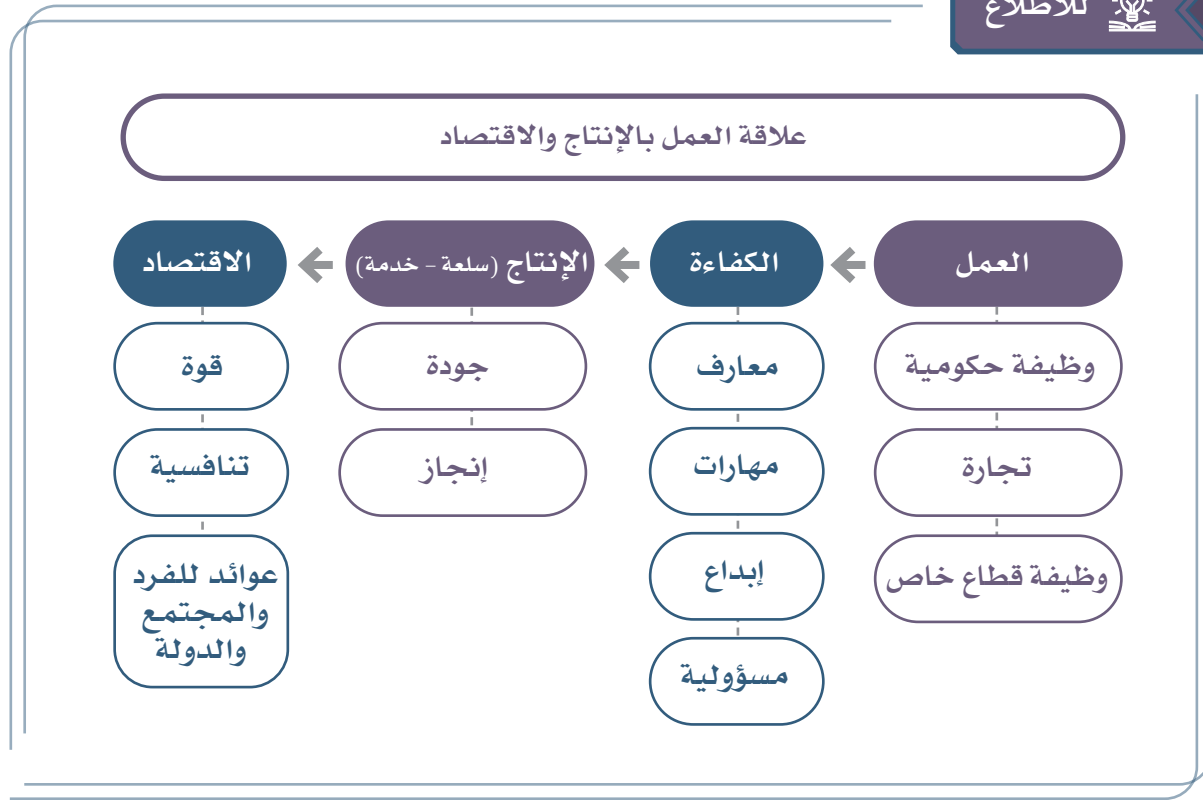 للاطلاع
علاقة العمل بالإنتاج والاقتصاد
العمل
وظيفة حكومية
تجارة
وظيفة قطاع خاص
الكفاءة
معارف
مهارات
إبداع
مسؤولية
الإنتاج (سلعة - خدمة)
جودة
إنجاز
الاقتصاد
قوة
تنافسية
عوائد للفرد
والمجتمع
والدولة